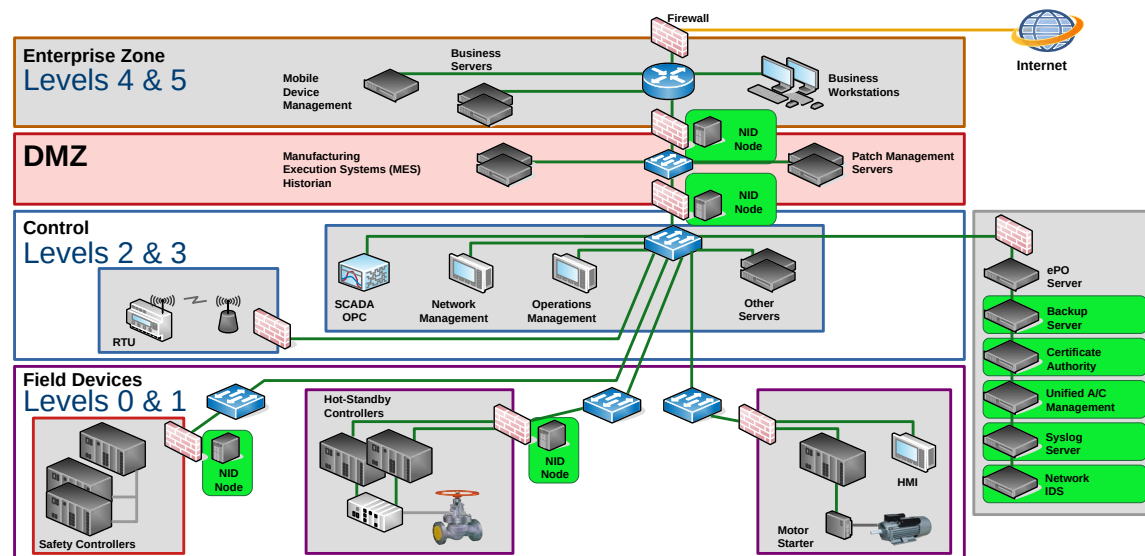 Firewall
Internet
Enterprise Zone
Levels 4 & 5
Business
Servers
Mobile
Device
Management
Business
Workstations
NID
Node
DMZ
Manufacturing
Execution Systems (MES)
Historian
Patch Management
Servers
NID
Node
Control
Levels 2 & 3
SCADA
OPC
Network
Management
Operations
Management
Other
Servers
RTU
ePO
Server
Backup
Server
Certificate
Authority
Unified A/C
Management
Syslog
Server
Network
IDS
Field Devices
Levels 0 & 1
Hot-Standby
Controllers
NID
Node
NID
Node
HMI
Safety Controllers
Motor
Starter